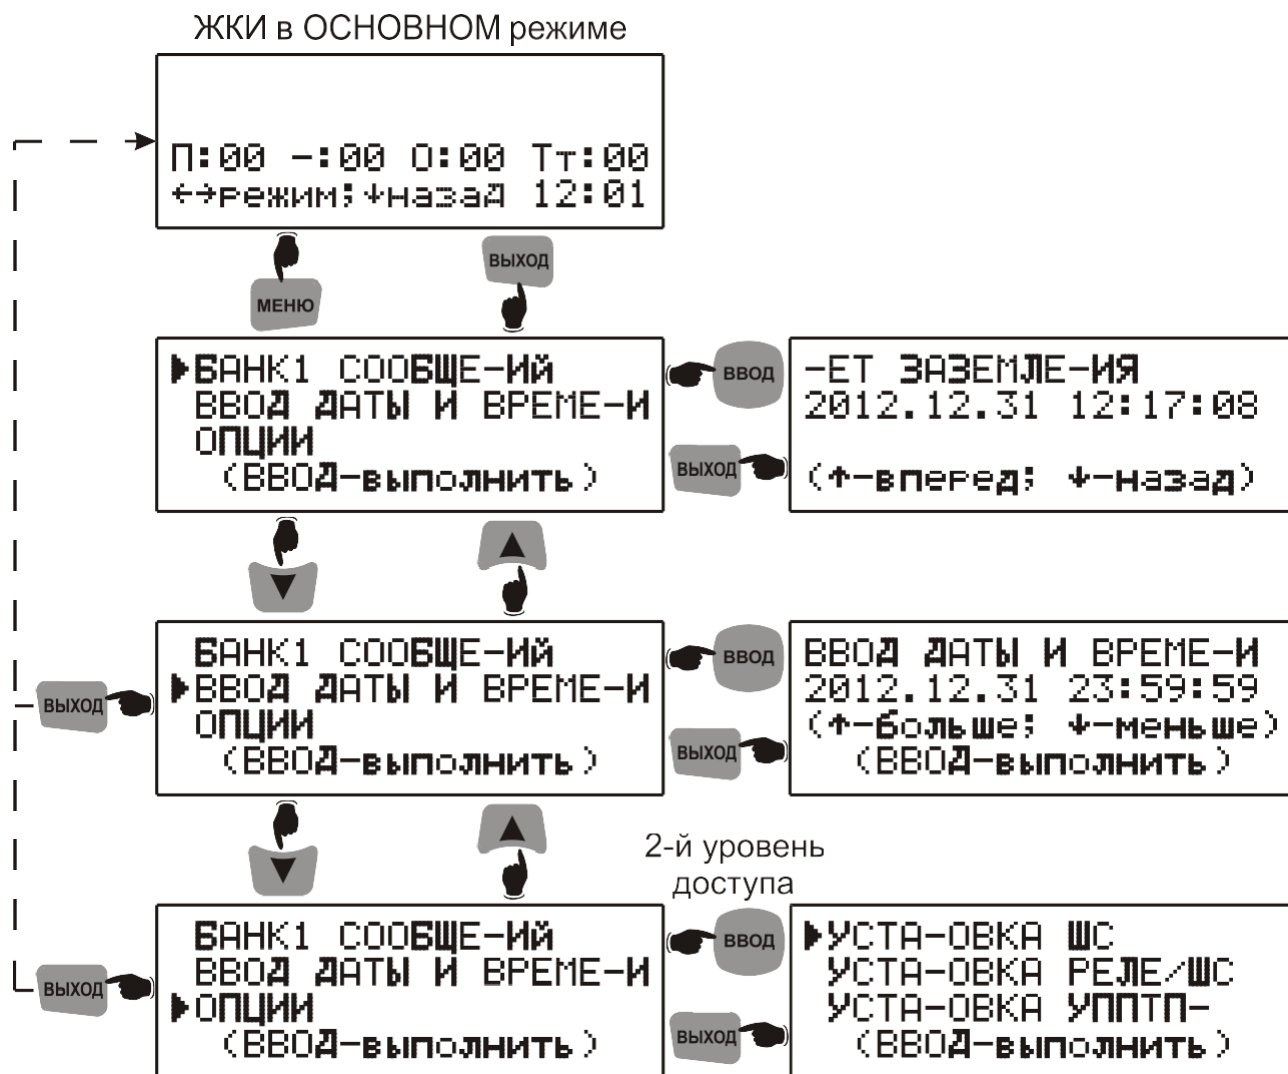 ЖКИ в ОСНОВНОМ режиме
П:00 -:00 О:00 Тт:00
←→режим;↓назад 12:01
ВЫХОД
МЕНЮ
▶БАНК1 СООБЩЕ-Ий
ВВОД ДАТЫ И ВРЕМЕ-И
ОПЦИИ
(ВВОД-выполнить)
ВВОД
ВЫХОД
-ЕТ ЗАЗЕМЛЕ-ИЯ
2012.12.31 12:17:08
(↑-вперед; ↓-назад)
▼
▲
ВЫХОД
БАНК1 СООБЩЕ-Ий
▶ВВОД ДАТЫ И ВРЕМЕ-И
ОПЦИИ
(ВВОД-выполнить)
ВВОД
ВЫХОД
ВВОД ДАТЫ И ВРЕМЕ-И
2012.12.31 23:59:59
(↑-больше; ↓-меньше)
(ВВОД-выполнить)
▼
▲
2-й уровень
доступа
ВЫХОД
БАНК1 СООБЩЕ-Ий
ВВОД ДАТЫ И ВРЕМЕ-И
▶ОПЦИИ
(ВВОД-выполнить)
ВВОД
ВЫХОД
▶УСТА-ОВКА ШС
УСТА-ОВКА РЕЛЕ/ШС
УСТА-ОВКА УППТП-
(ВВОД-выполнить)